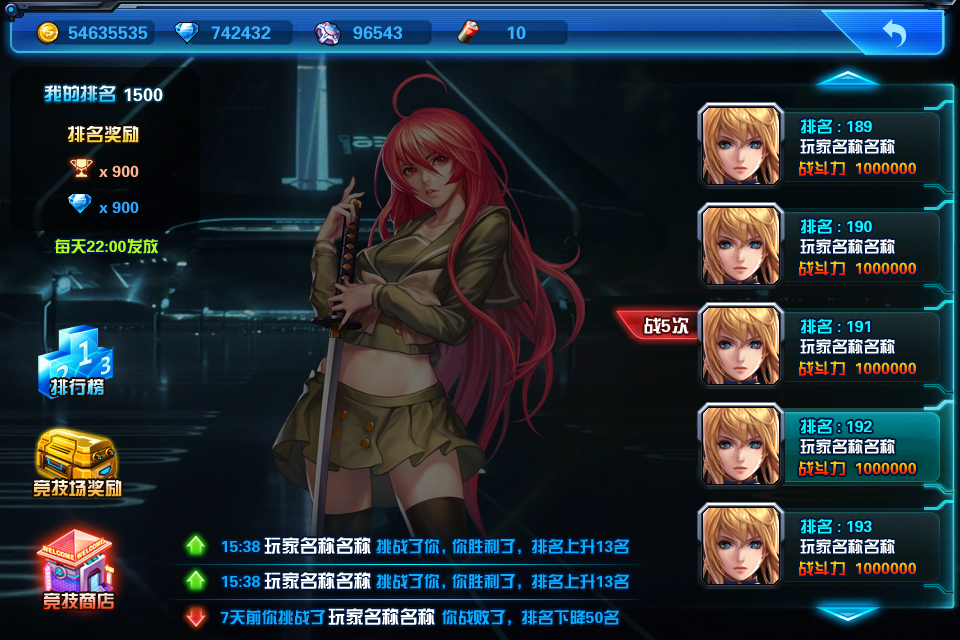 54635535
742432
96543
10
我的排名 1500
排名奖励
x 900
x 900
每天22:00发放
1
2
3
排行榜
竞技场奖励
WELCOME WELCOME
竞技商店
排名 : 189
玩家名称名称
战斗力 1000000
排名 : 190
玩家名称名称
战斗力 1000000
战5次
排名 : 191
玩家名称名称
战斗力 1000000
排名 : 192
玩家名称名称
战斗力 1000000
排名 : 193
玩家名称名称
战斗力 1000000
15:38 玩家名称名称 挑战了你, 你胜利了, 排名上升13名
15:38 玩家名称名称 挑战了你, 你胜利了, 排名上升13名
7天前你挑战了 玩家名称名称 你战败了, 排名下降50名